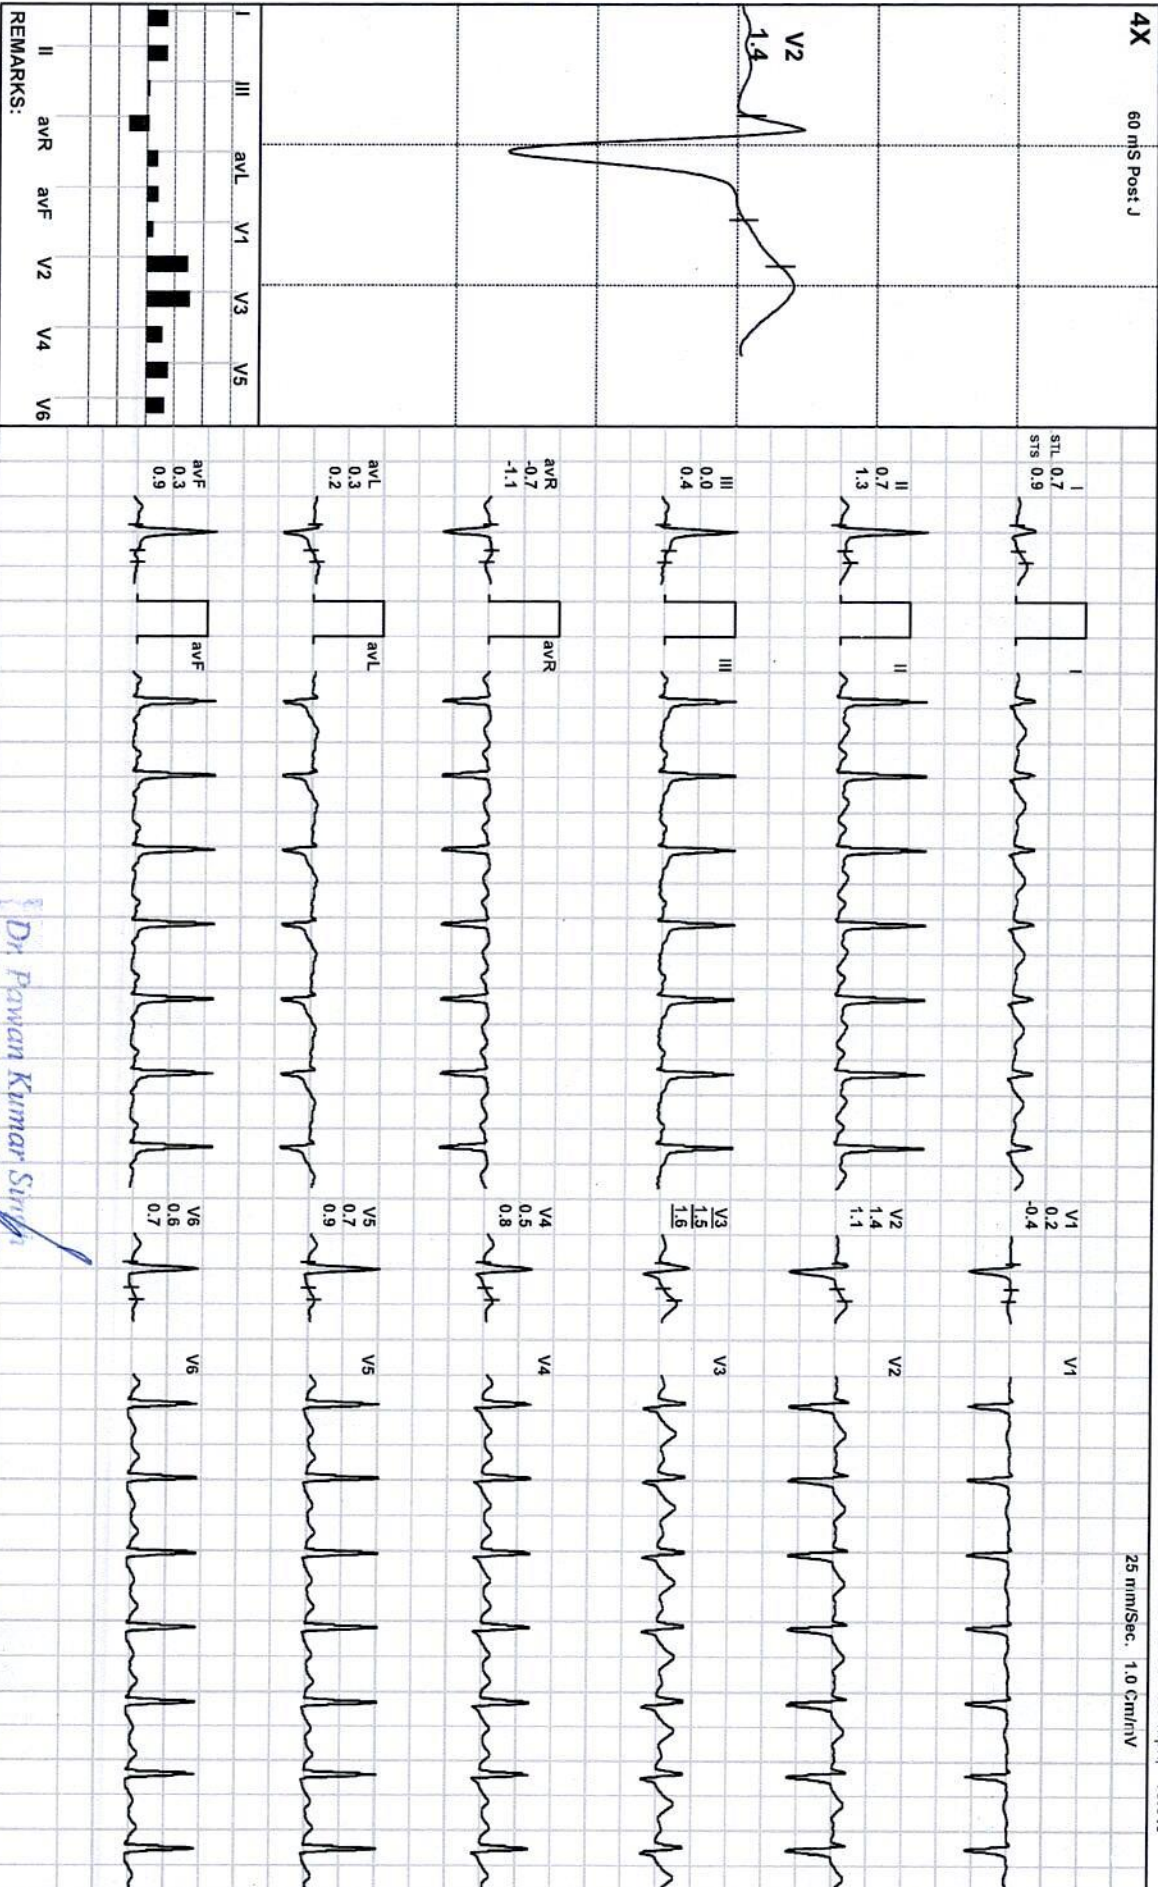 4X
60 mS Post J
25 mm/Sec. 1.0 Cm/mV
V2
1.4
I
STL 0.7
STS 0.9
I
II
0.7
1.3
II
III
0.0
0.4
III
avR
-0.7
-1.1
avR
avL
0.3
0.2
avL
avF
0.3
0.9
avF
V1
0.2
-0.4
V1
V2
1.4
1.1
V2
V3
1.5
1.6
V3
V4
0.5
0.8
V4
V5
0.7
0.9
V5
V6
0.6
0.7
V6
I III avL V1 V3 V5
II avR avF V2 V4 V6
REMARKS:
Dr. Pawan Kumar Singh